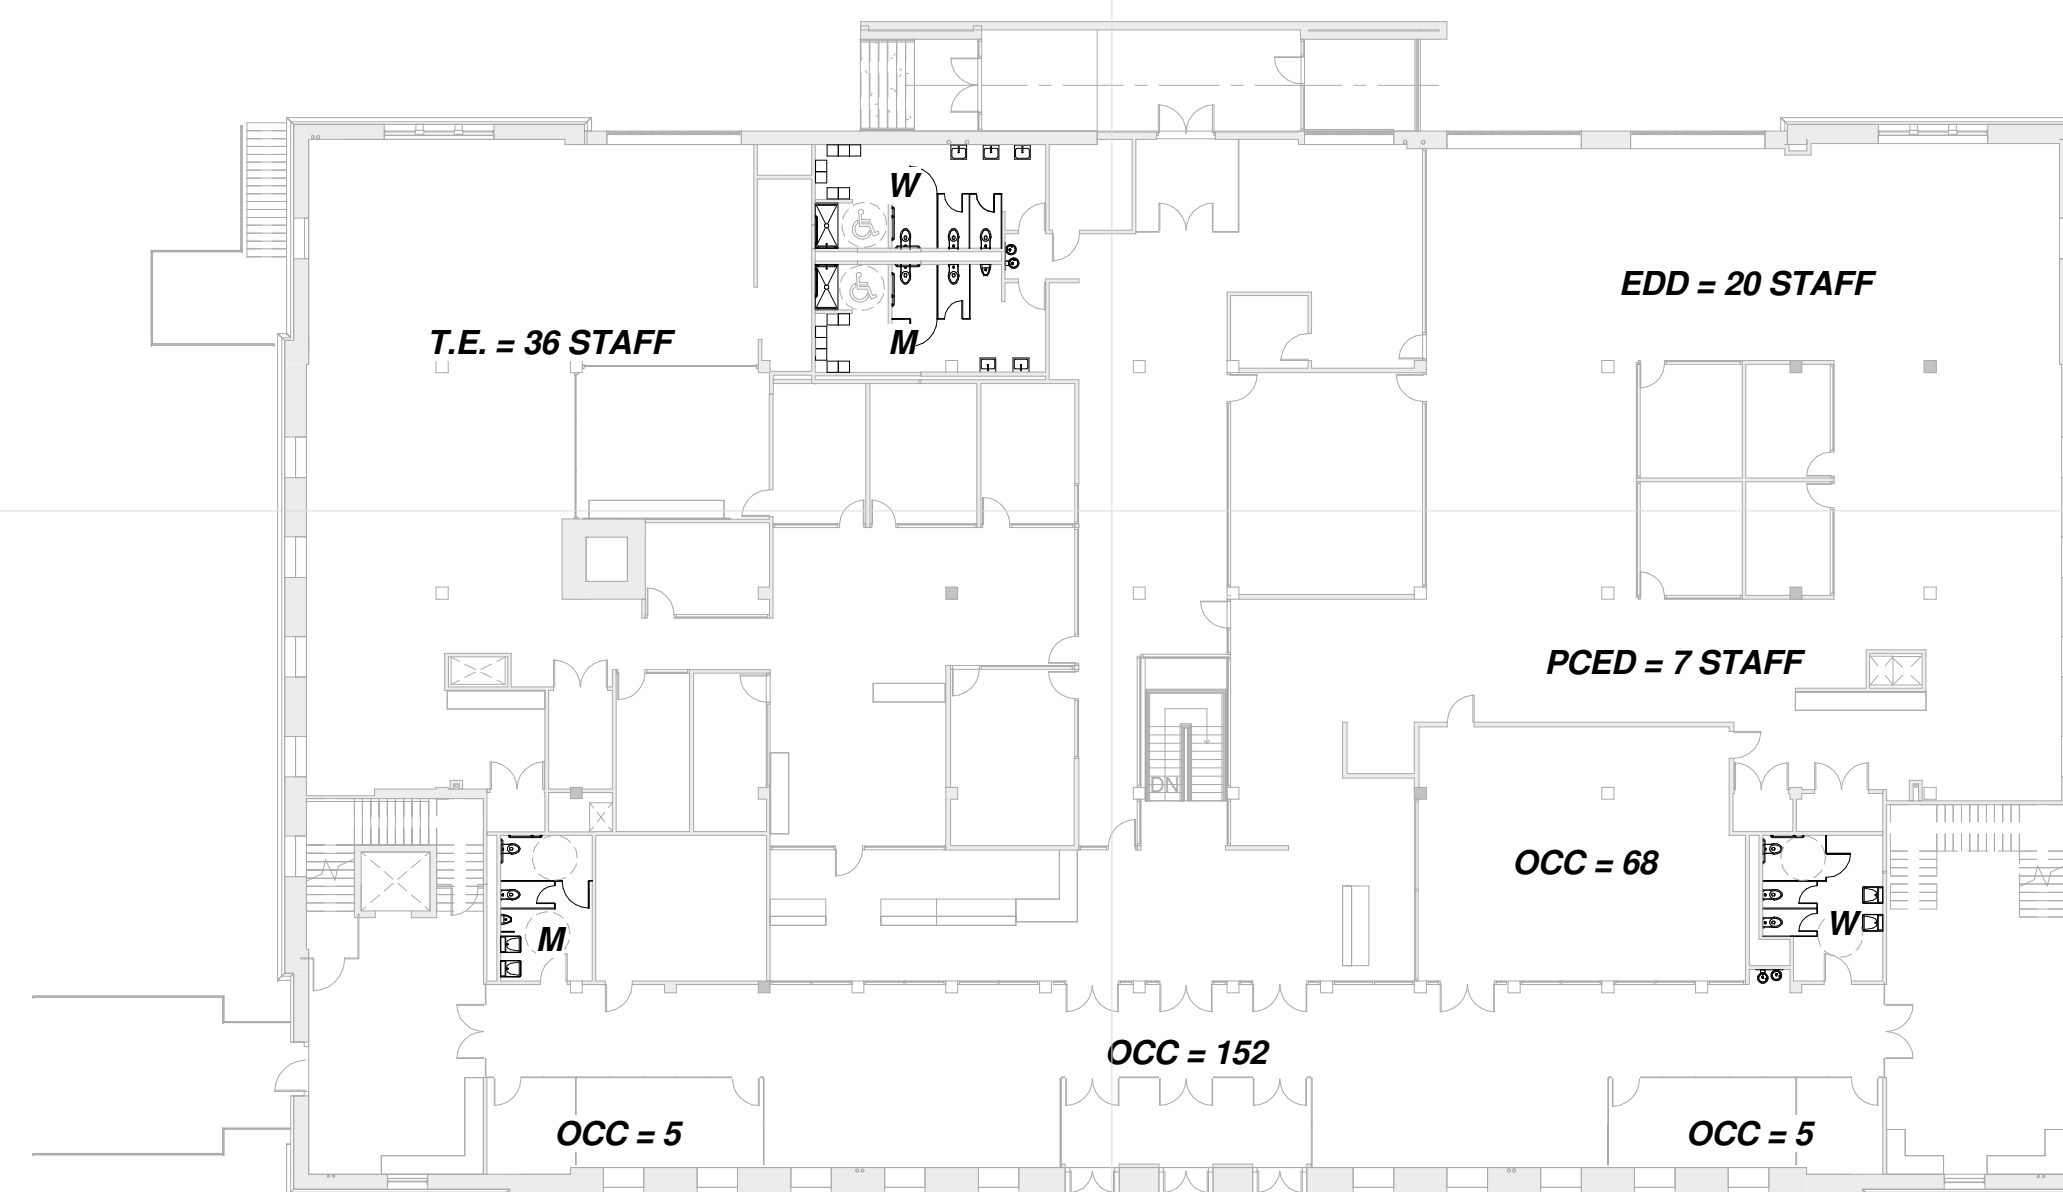 W
EDD = 20 STAFF
T.E. = 36 STAFF
M
PCED = 7 STAFF
DN
OCC = 68
W
M
OCC = 152
OCC = 5
OCC = 5